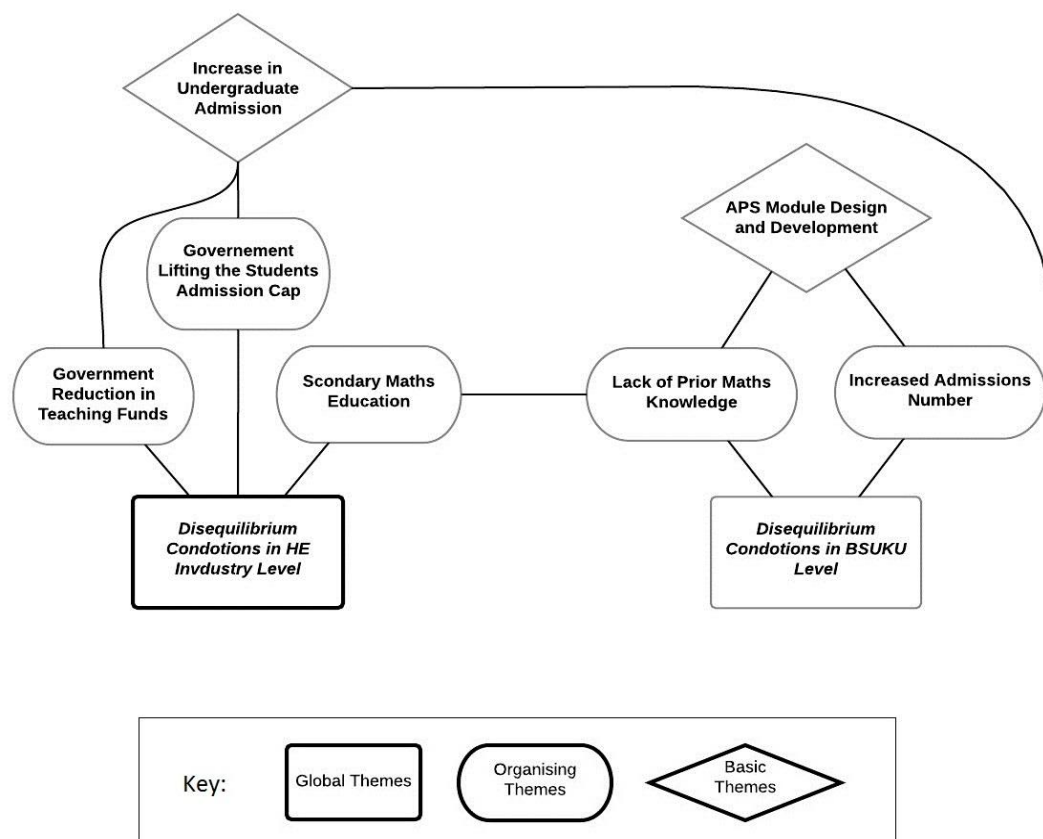 Increase in
Undergraduate
Admission
APS Module Design
and Development
Governement
Lifting the Students
Admission Cap
Government
Reduction in
Teaching Funds
Scondary Maths
Education
Lack of Prior Maths
Knowledge
Increased Admissions
Number
Disequilibrium
Condotions in HE
Invdustry Level
Disequilibrium
Condotions in BSUKU
Level
Key:
Global Themes
Organising
Themes
Basic
Themes